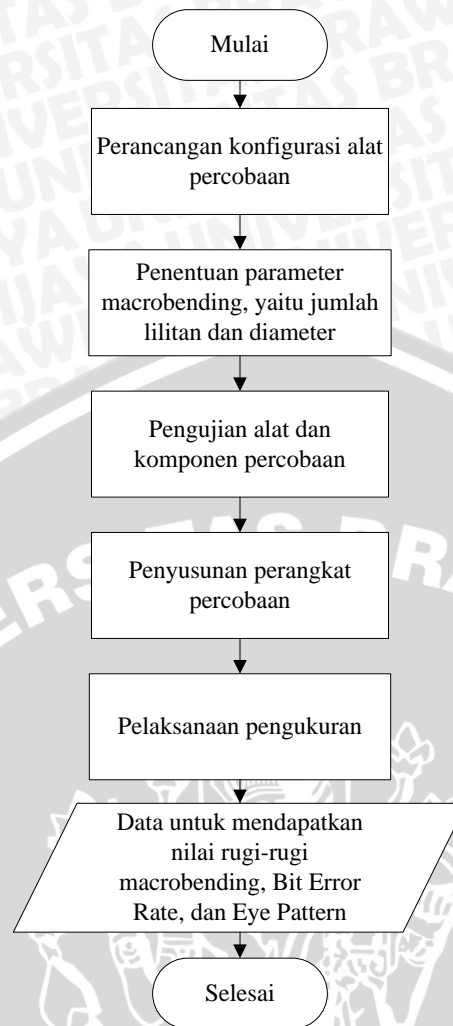 Mulai
Perancangan konfigurasi alat
percobaan
Penentuan parameter
macrobending, yaitu jumlah
lilitan dan diameter
Pengujian alat dan
komponen percobaan
Penyusunan perangkat
percobaan
Pelaksanaan pengukuran
Data untuk mendapatkan
nilai rugi-rugi
macrobending, Bit Error
Rate, dan Eye Pattern
Selesai